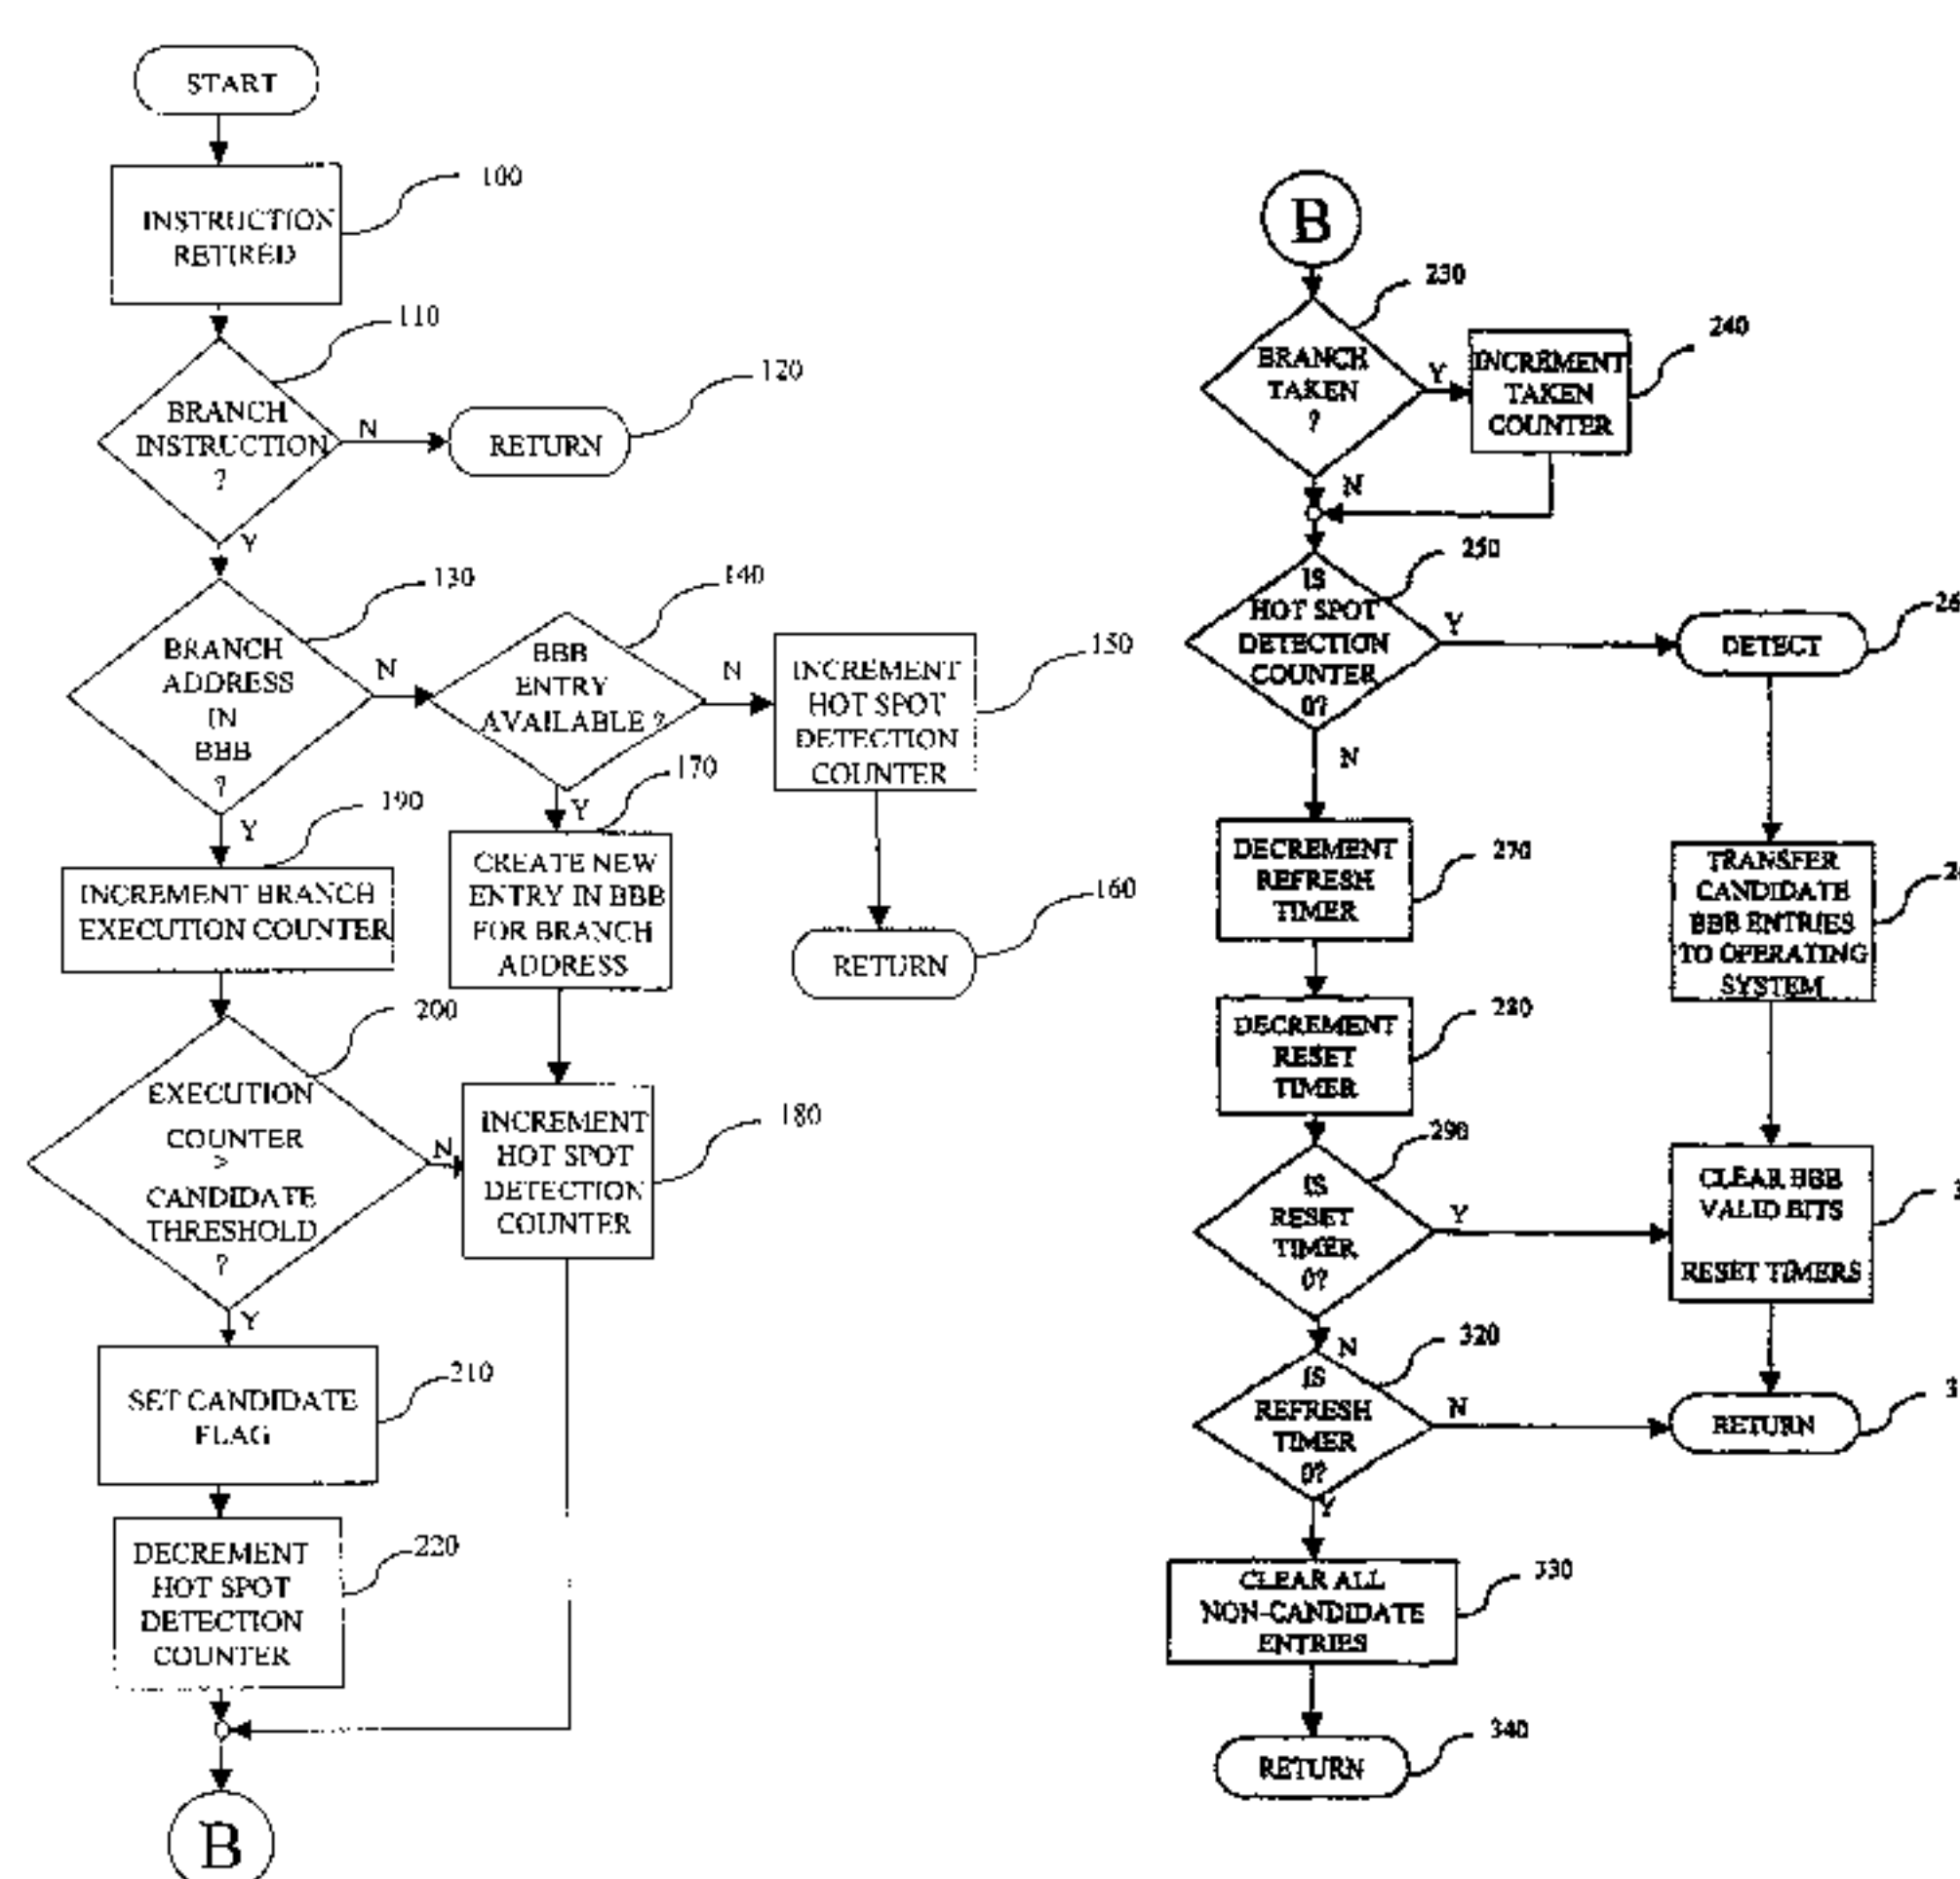 START
INSTRUCTION
RETIRED
100
BRANCH
INSTRUCTION
?
110
N
RETURN
120
Y
BRANCH
ADDRESS
IN
BBB
?
130
N
BBB
ENTRY
AVAILABLE ?
140
N
INCREMENT
HOT SPOT
DETECTION
COUNTER
150
RETURN
160
Y
CREATE NEW
ENTRY IN BBB
FOR BRANCH
ADDRESS
170
Y
INCREMENT BRANCH
EXECUTION COUNTER
190
EXECUTION
COUNTER
>
CANDIDATE
THRESHOLD
?
200
N
INCREMENT
HOT SPOT
DETECTION
COUNTER
180
Y
SET CANDIDATE
FLAG
210
DECREMENT
HOT SPOT
DETECTION
COUNTER
220
B
B
BRANCH
TAKEN
?
230
Y
INCREMENT
TAKEN
COUNTER
240
N
IS
HOT SPOT
DETECTION
COUNTER
0?
250
Y
DETECT
N
DECREMENT
REFRESH
TIMER
270
TRANSFER
CANDIDATE
BBB ENTRIES
TO OPERATING
SYSTEM
DECREMENT
RESET
TIMER
280
IS
RESET
TIMER
0?
290
Y
CLEAR BBB
VALID BITS
RESET TIMERS
N
IS
REFRESH
TIMER
0?
320
N
RETURN
Y
CLEAR ALL
NON-CANDIDATE
ENTRIES
330
RETURN
340